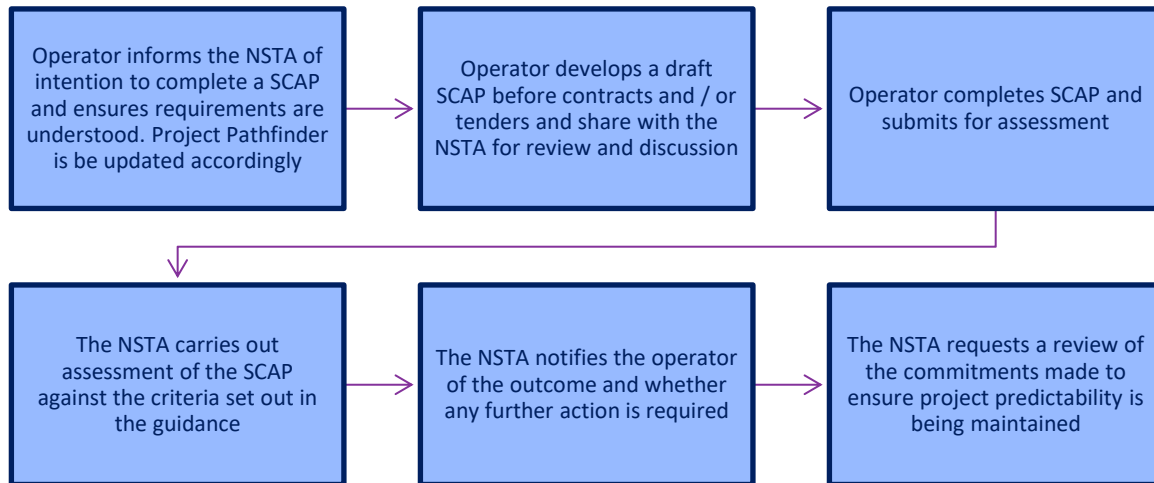 Operator informs the NSTA of
intention to complete a SCAP
and ensures requirements are
understood. Project Pathfinder
is be updated accordingly
Operator develops a draft
SCAP before contracts and / or
tenders and share with the
NSTA for review and discussion
Operator completes SCAP and
submits for assessment
The NSTA carries out
assessment of the SCAP
against the criteria set out in
the guidance
The NSTA notifies the operator
of the outcome and whether
any further action is required
The NSTA requests a review of
the commitments made to
ensure project predictability is
being maintained